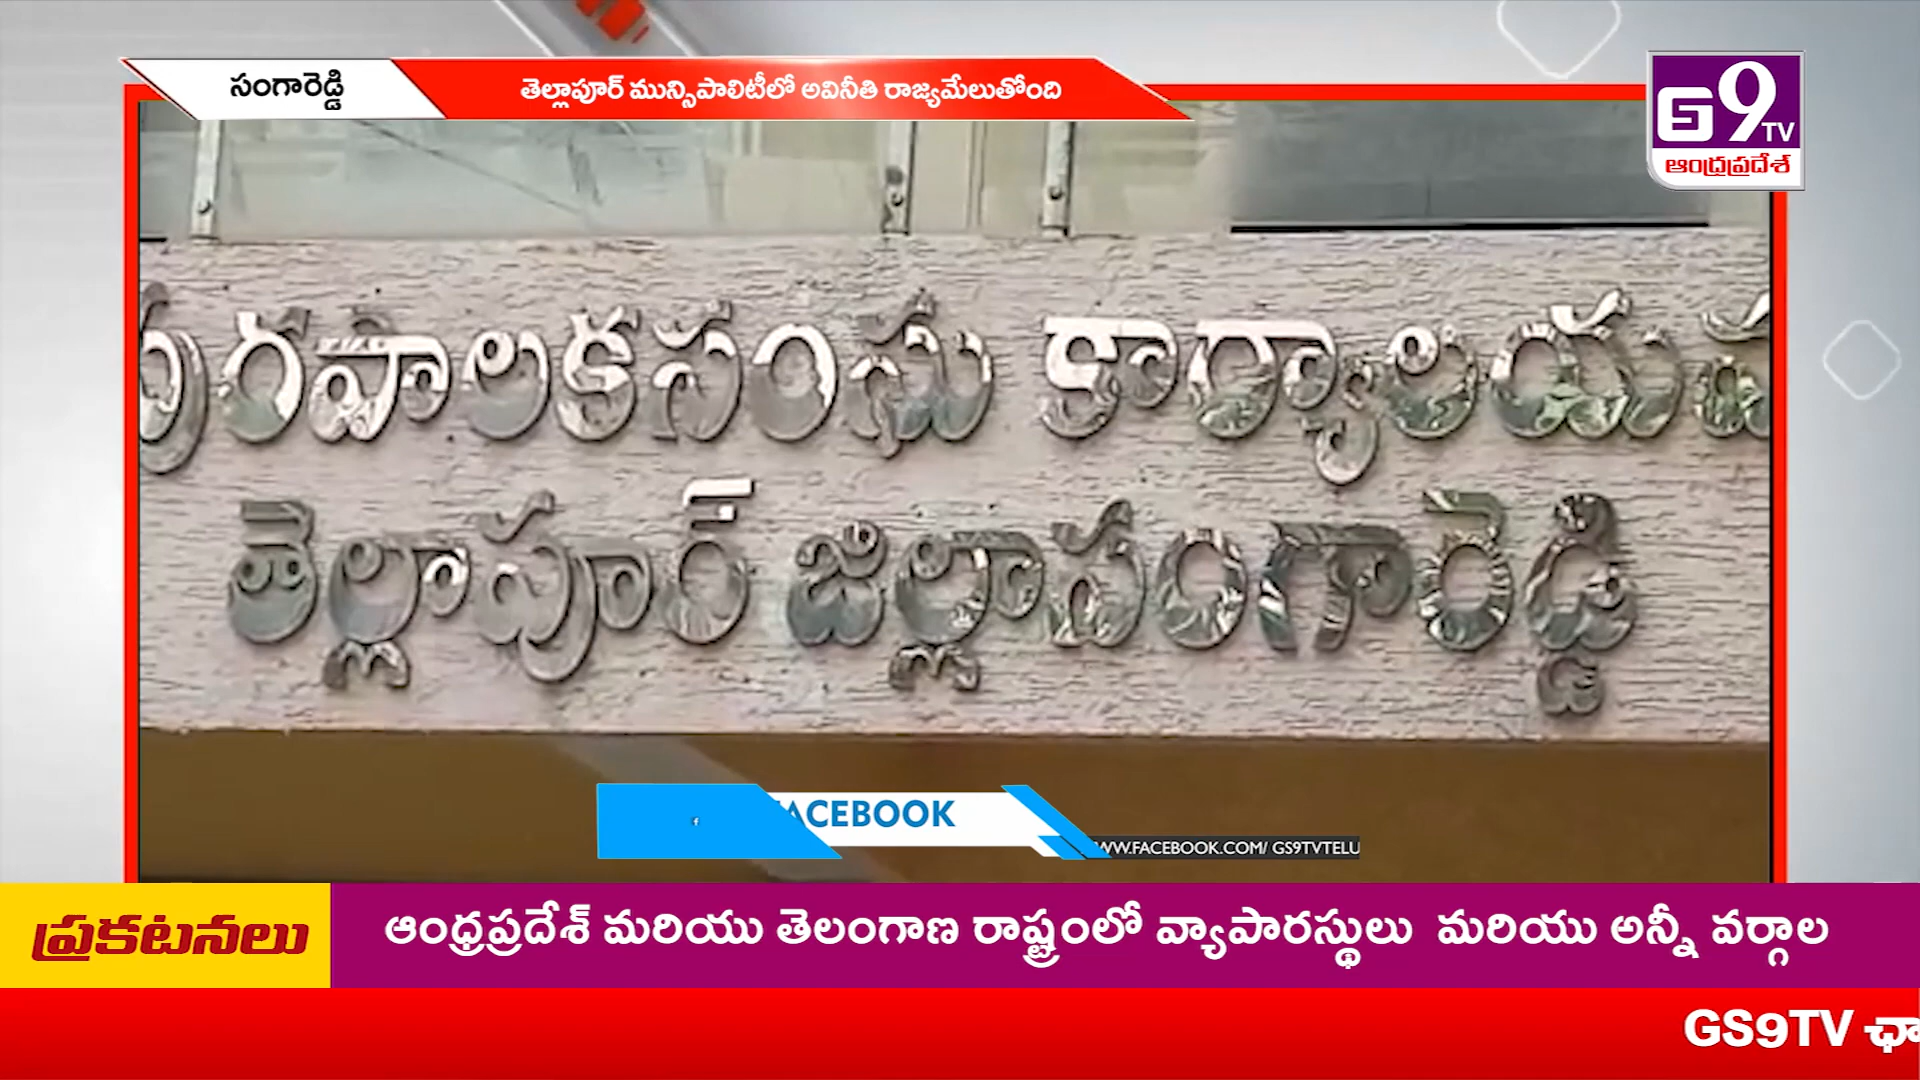 సంగారెడ్డి
తెల్లాపూర్ మున్సిపాలిటీలో అవినీతి రాజ్యమేలుతోంది
G9
TV
ఆంధ్రప్రదేశ్
పురపాలకసంఘ కార్యాలయ
తెల్లాపూర్ జిల్లాసంగారెడ్డి
ACEBOOK
WWW.FACEBOOK.COM/ GS9TVTELU
ప్రకటనలు
ఆంధ్రప్రదేశ్ మరియు తెలంగాణ రాష్ట్రంలో వ్యాపారస్థులు మరియు అన్నీ వర్గాల
GS9TV ఛా